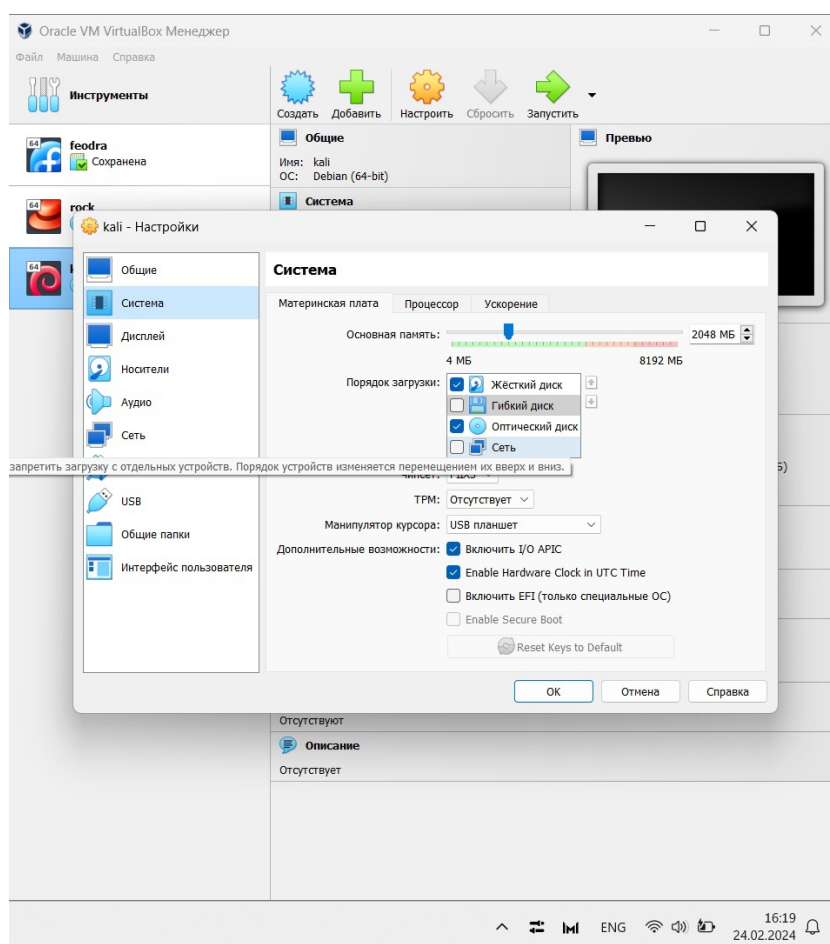 Oracle VM VirtualBox Менеджер
Файл Машина Справка
Инструменты
Создать Добавить Настроить Сбросить Запустить
64 feodra
Сохранена
64 rock
64
Общие
Имя: kali
ОС: Debian (64-bit)
Система
Превью
kali - Настройки
Общие
Система
Дисплей
Носители
Аудио
Сеть
USB
Общие папки
Интерфейс пользователя
Система
Материнская плата Процессор Ускорение
Основная память: 2048 МБ
4 МБ 8192 МБ
Порядок загрузки: Жёсткий диск
Гибкий диск
Оптический диск
Сеть
запретить загрузку с отдельных устройств. Порядок устройств изменяется перемещением их вверх и вниз.
TPM: Отсутствует
Манипулятор курсора: USB планшет
Дополнительные возможности: Включить I/O APIC
Enable Hardware Clock in UTC Time
Включить EFI (только специальные ОС)
Enable Secure Boot
Reset Keys to Default
ОК Отмена Справка
Отсутствуют
Описание
Отсутствует
ENG 16:19
24.02.2024